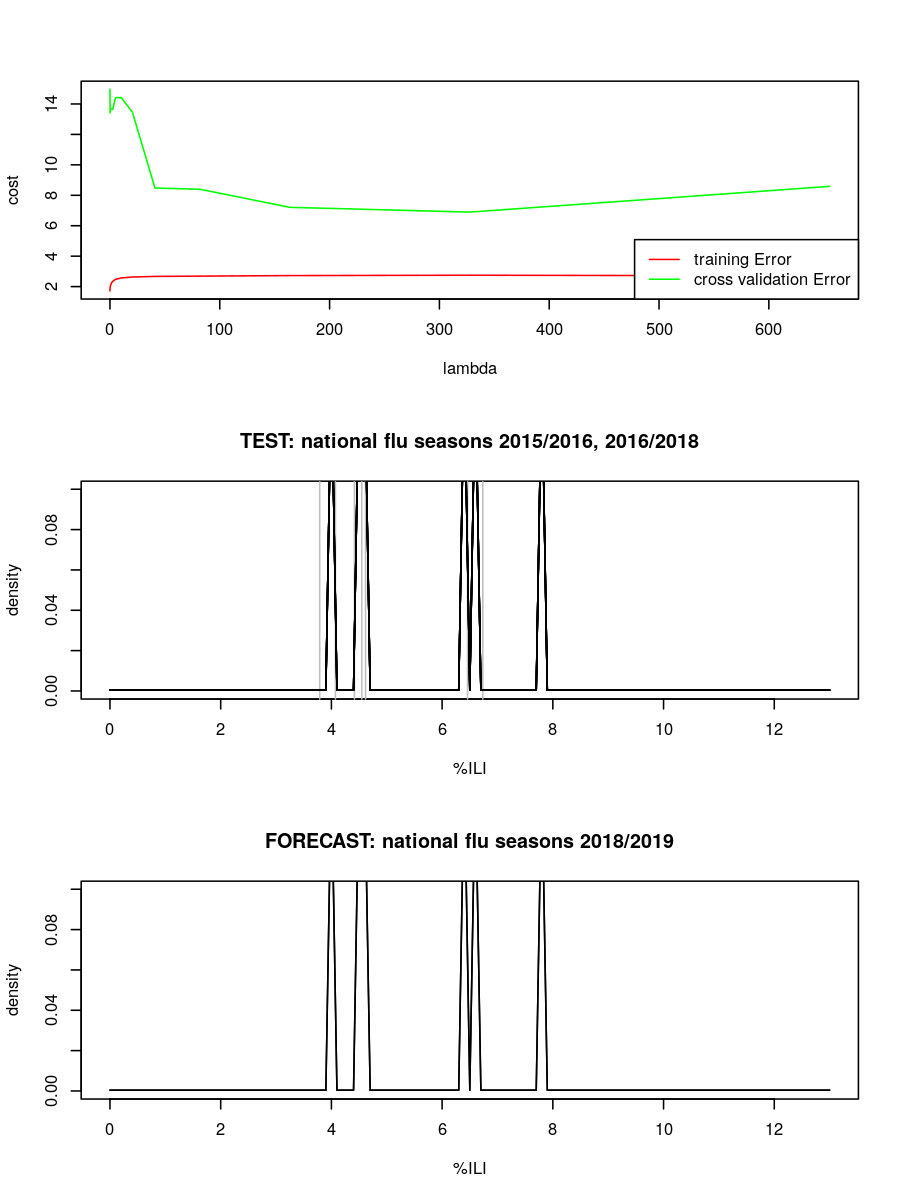 cost
2
4
6
8
10
14
training Error
cross validation Error
0 100 200 300 400 500 600
lambda
TEST: national flu seasons 2015/2016, 2016/2018
density
0.00
0.04
0.08
0 2 4 6 8 10 12
%ILI
FORECAST: national flu seasons 2018/2019
density
0.00
0.04
0.08
0 2 4 6 8 10 12
%ILI